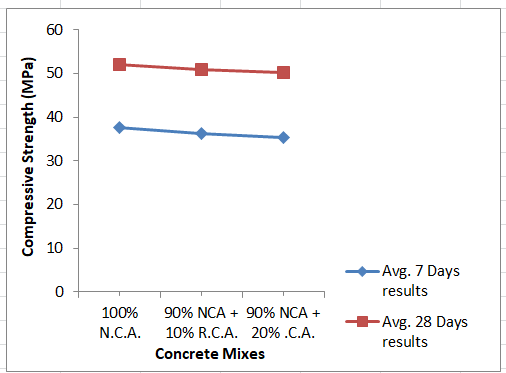 60
50
40
30
20
10
0
Compressive Strength (MPa)
100%
N.C.A.
90% NCA +
10% R.C.A.
90% NCA +
20% .C.A.
Concrete Mixes
Avg. 7 Days
results
Avg. 28 Days
results